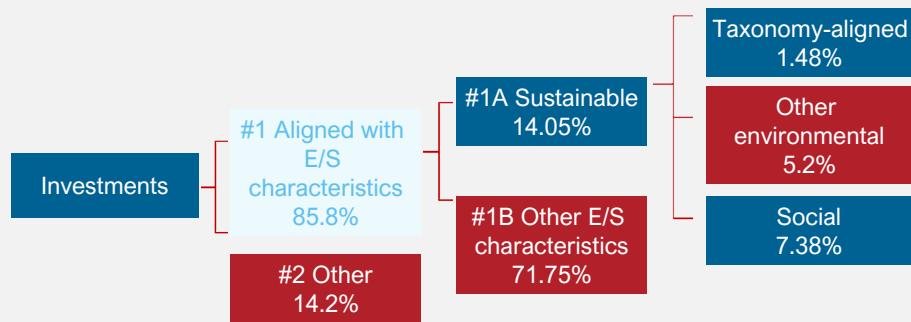 Investments
#1 Aligned with
E/S
characteristics
85.8%
#2 Other
14.2%
#1A Sustainable
14.05%
#1B Other E/S
characteristics
71.75%
Taxonomy-aligned
1.48%
Other
environmental
5.2%
Social
7.38%